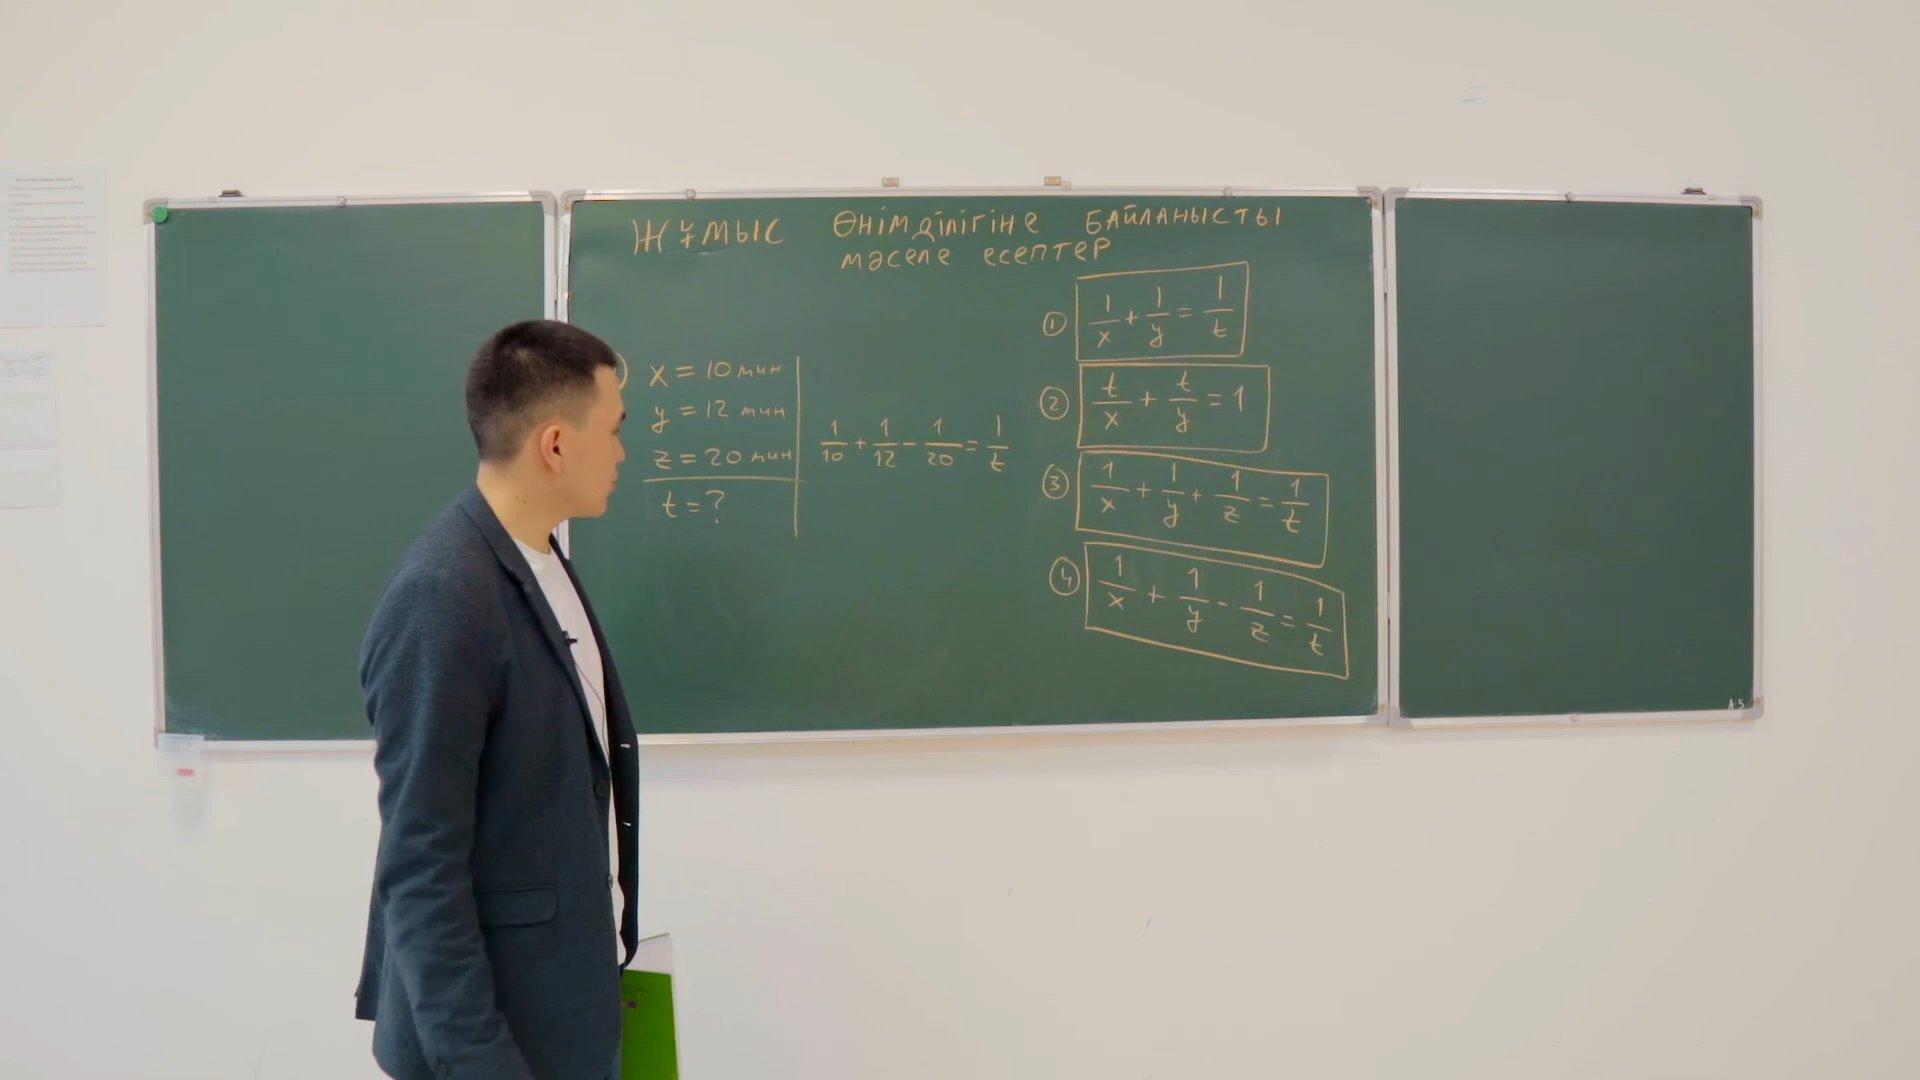 ЖҰМЫС ӨНІМДІЛІГІНЕ БАЙЛАНЫСТЫ
МӘСЕЛЕ ЕСЕПТЕР
) x = 10 мин
y = 12 мин
z = 20 мин
t = ?
1/10 + 1/12 - 1/20 = 1/t
① 1/x + 1/y = 1/t
② t/x + t/y = 1
③ 1/x + 1/y + 1/z = 1/t
④ 1/x + 1/y - 1/z = 1/t
A-5